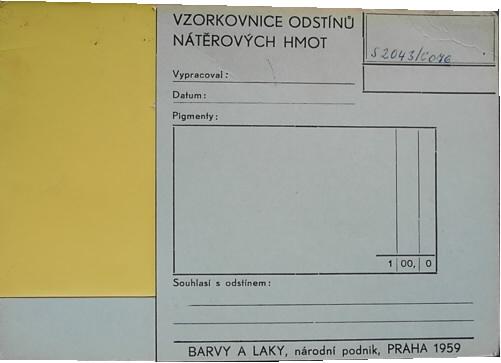 VZORKOVNICE ODSTÍNŮ
NÁTĚROVÝCH HMOT
S 2043/6076
Vypracoval:
Datum:
Pigmenty:
1 00, 0
Souhlasí s odstínem:
BARVY A LAKY, národní podnik, PRAHA 1959